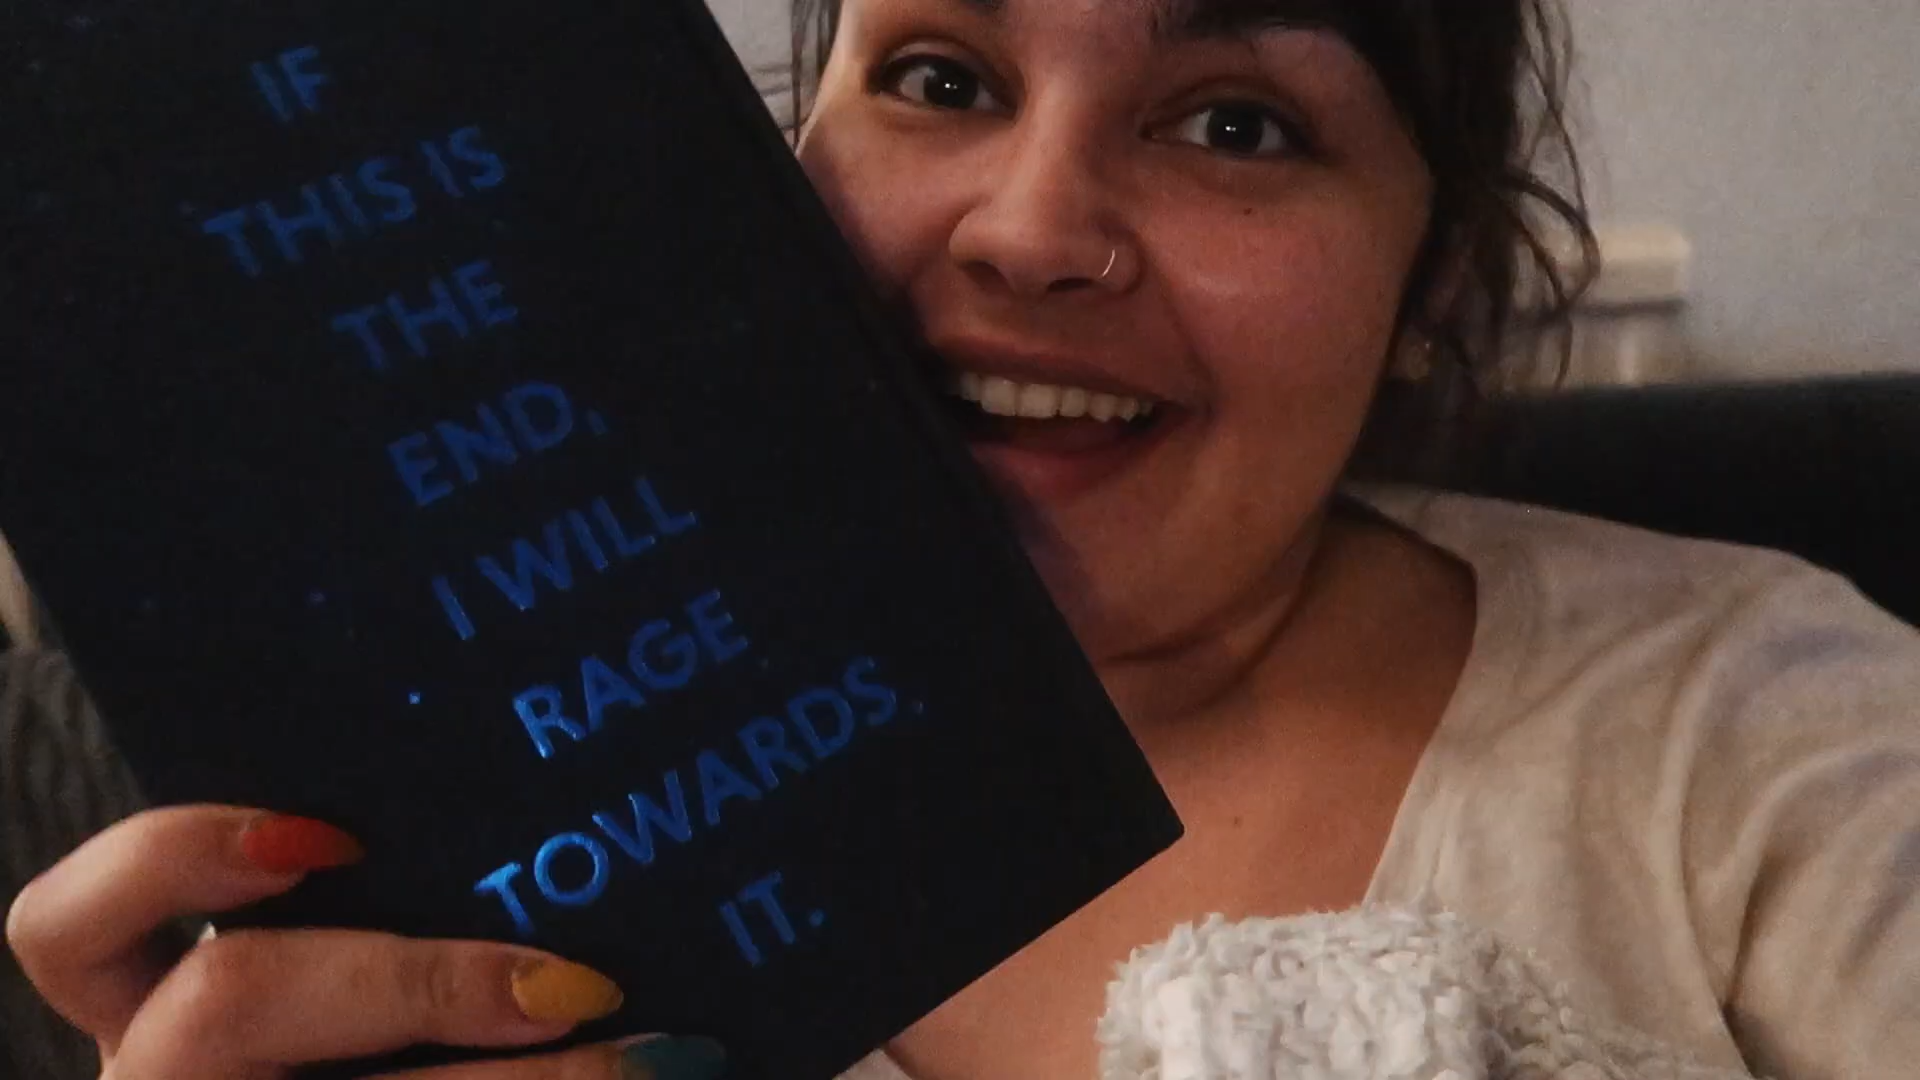 IF
THIS IS
THE
END,
I WILL
RAGE
TOWARDS
IT.